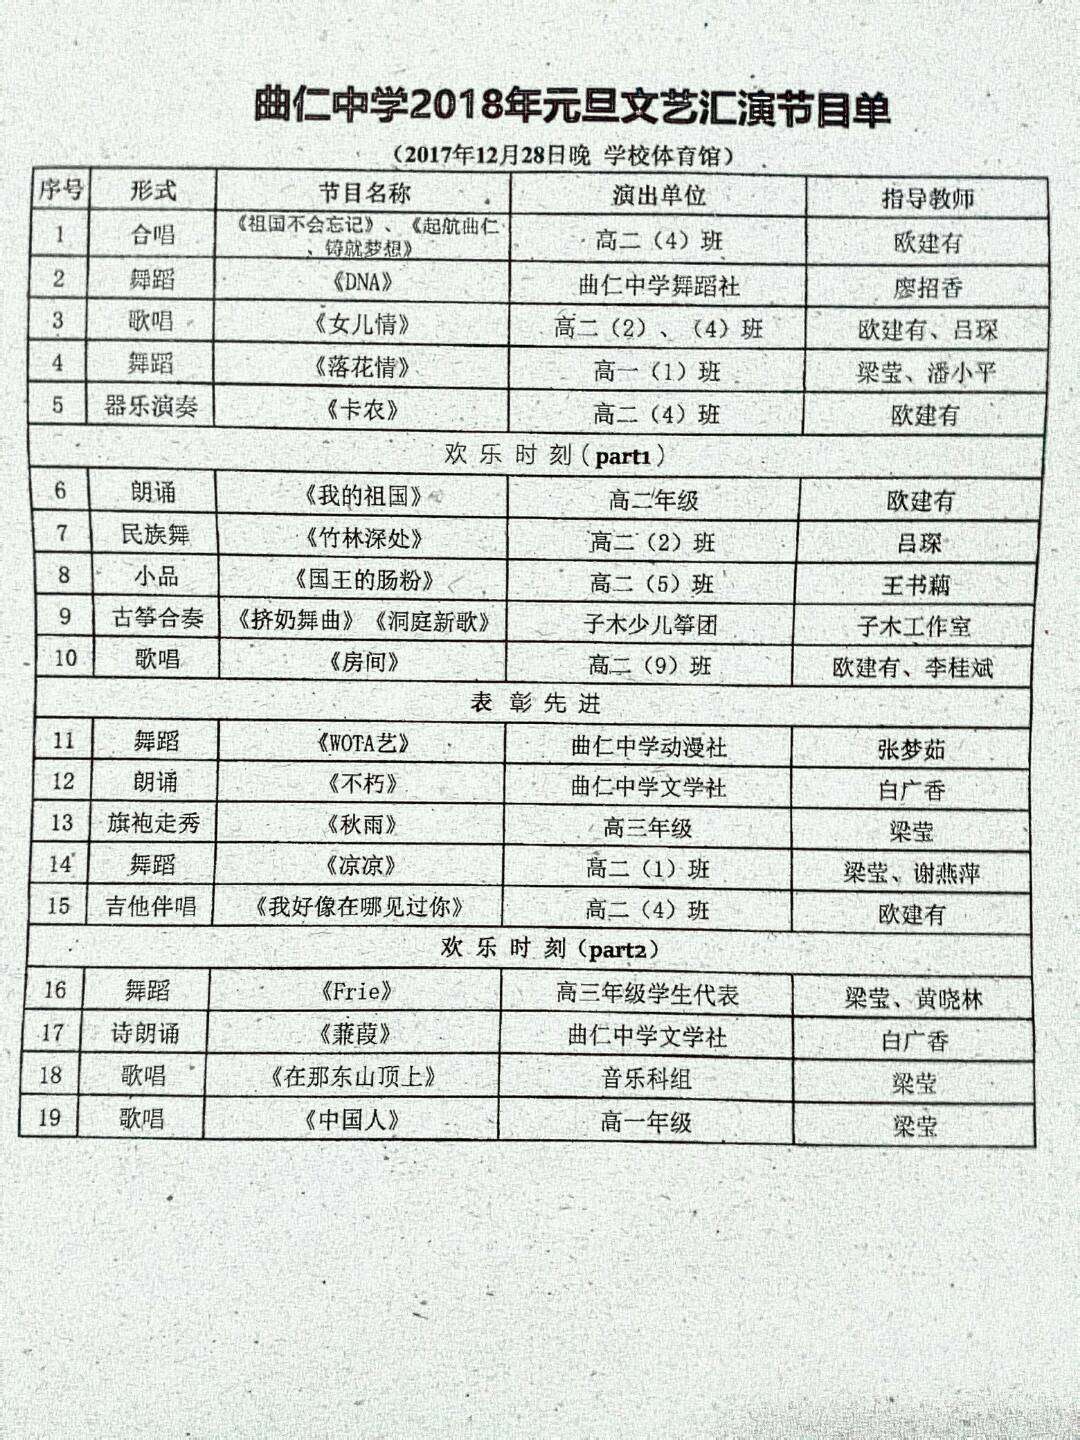 曲仁中学2018年元旦文艺汇演节目单
（2017年12月28日晚 学校体育馆）
序号 形式 节目名称 演出单位 指导教师
1 合唱 《祖国不会忘记》、《起航曲仁、铸就梦想》 高二（4）班 欧建有
2 舞蹈 《DNA》 曲仁中学舞蹈社 廖招香
3 歌唱 《女儿情》 高二（2）、（4）班 欧建有、吕琛
4 舞蹈 《落花情》 高一（1）班 梁莹、潘小平
5 器乐演奏 《卡农》 高二（4）班 欧建有
欢 乐 时 刻（part1）
6 朗诵 《我的祖国》 高二年级 欧建有
7 民族舞 《竹林深处》 高二（2）班 吕琛
8 小品 《国王的肠粉》 高二（5）班 王书藕
9 古筝合奏 《挤奶舞曲》《洞庭新歌》 子木少儿筝团 子木工作室
10 歌唱 《房间》 高二（9）班 欧建有、李桂斌
表 彰 先 进
11 舞蹈 《WOTA艺》 曲仁中学动漫社 张梦茹
12 朗诵 《不朽》 曲仁中学文学社 白广香
13 旗袍走秀 《秋雨》 高三年级 梁莹
14 舞蹈 《凉凉》 高二（1）班 梁莹、谢燕萍
15 吉他伴唱 《我好像在哪见过你》 高二（4）班 欧建有
欢 乐 时 刻（part2）
16 舞蹈 《Frie》 高三年级学生代表 梁莹、黄晓林
17 诗朗诵 《蒹葭》 曲仁中学文学社 白广香
18 歌唱 《在那东山顶上》 音乐科组 梁莹
19 歌唱 《中国人》 高一年级 梁莹